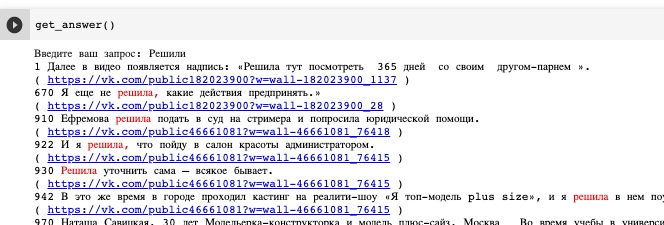 get_answer()
Введите ваш запрос: Решили
1 Далее в видео появляется надпись: «Решила тут посмотреть 365 дней со своим другом-парнем ».
( https://vk.com/public182023900?w=wall-182023900_1137 )
670 Я еще не решила, какие действия предпринять.»
( https://vk.com/public182023900?w=wall-182023900_28 )
910 Ефремова решила подать в суд на стримера и попросила юридической помощи.
( https://vk.com/public46661081?w=wall-46661081_76418 )
922 И я решила, что пойду в салон красоты администратором.
( https://vk.com/public46661081?w=wall-46661081_76415 )
930 Решила уточнить сама — всякое бывает.
( https://vk.com/public46661081?w=wall-46661081_76415 )
942 В это же время в городе проходил кастинг на реалити-шоу «Я топ-модель plus size», и я решила в нем
( https://vk.com/public46661081?w=wall-46661081_76415 )
970 Наташа Савицкая, 30 лет Модельерка-конструкторка и модель плюс-сайз, Москва Во время учебы в